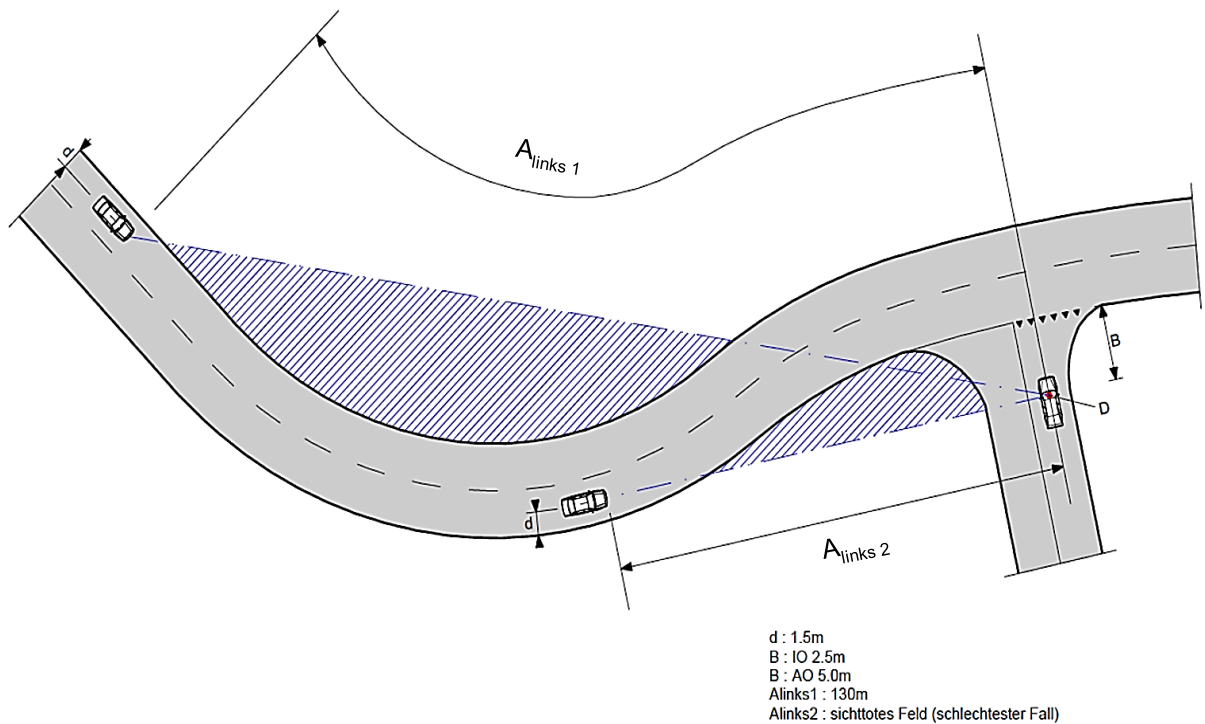 A links 1
d
B
D
d
A links 2
d : 1.5m
B : IO 2.5m
B : AO 5.0m
Alinks1 : 130m
Alinks2 : sichttotes Feld (schlechtester Fall)